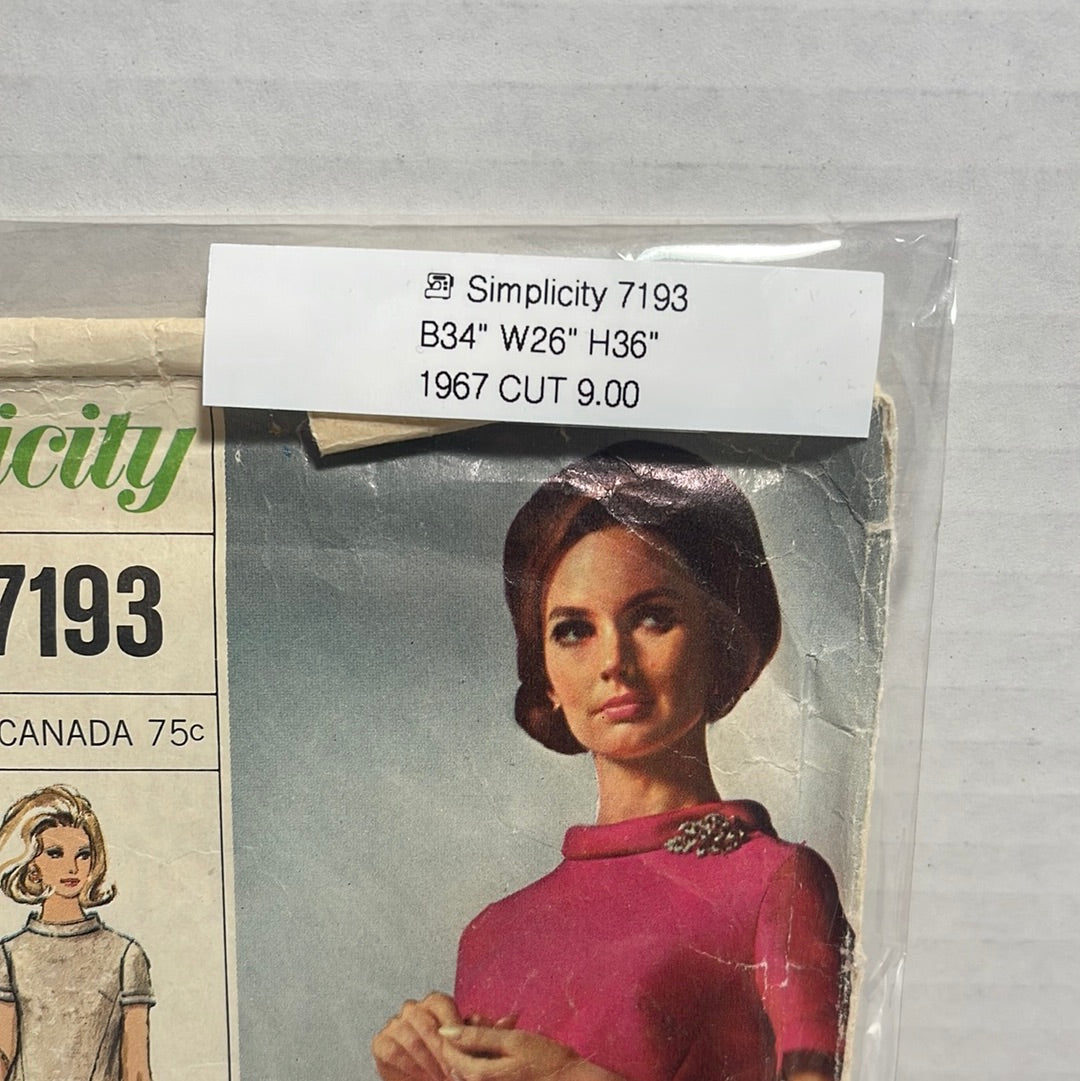 Simplicity 7193
B34" W26" H36"
1967 CUT 9.00
icity
7193
CANADA 75c